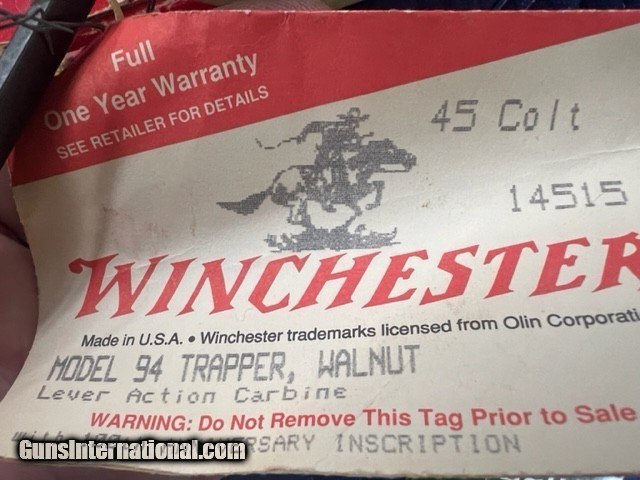 Full
One Year Warranty
SEE RETAILER FOR DETAILS
45 Colt
14515
WINCHESTER
Made in U.S.A. • Winchester trademarks licensed from Olin Corporati
MODEL 94 TRAPPER, WALNUT
Lever Action Carbine
WARNING: Do Not Remove This Tag Prior to Sale
ERSARY INSCRIPTION
GunsInternational.com